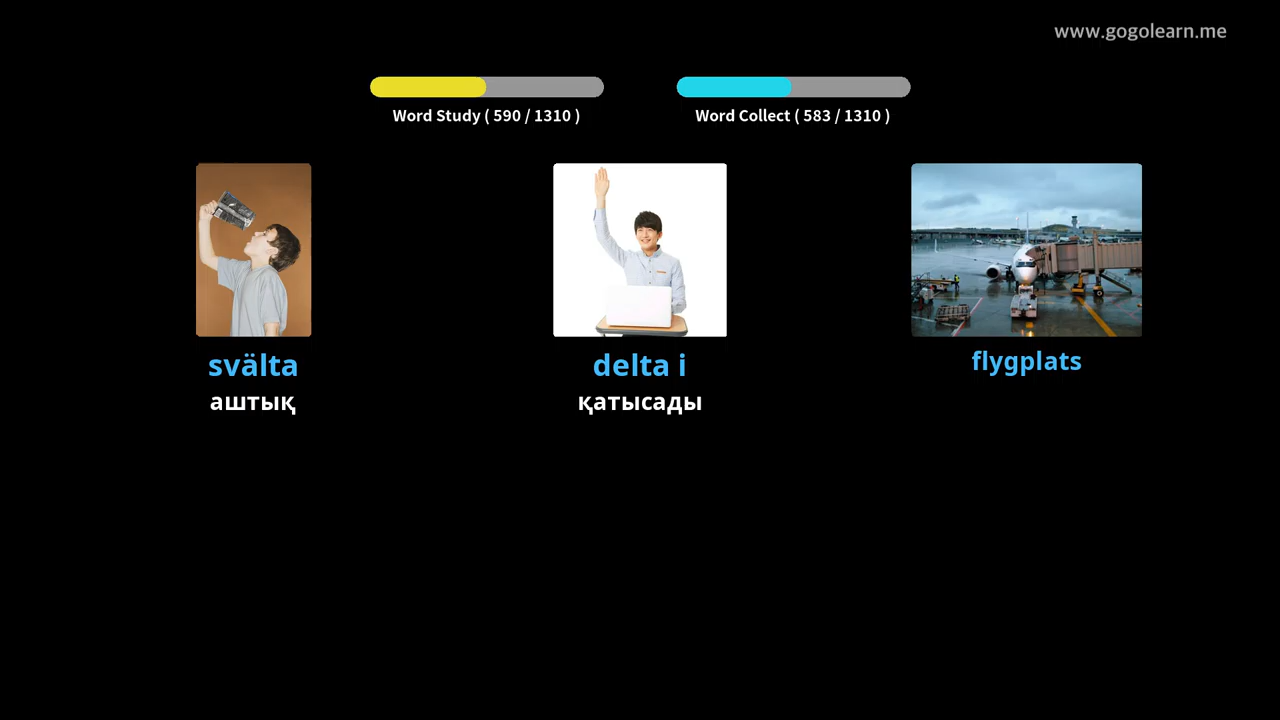 www.gogolearn.me
Word Study ( 590 / 1310 )
Word Collect ( 583 / 1310 )
svälta
delta i
flygplats
аштық
қатысады